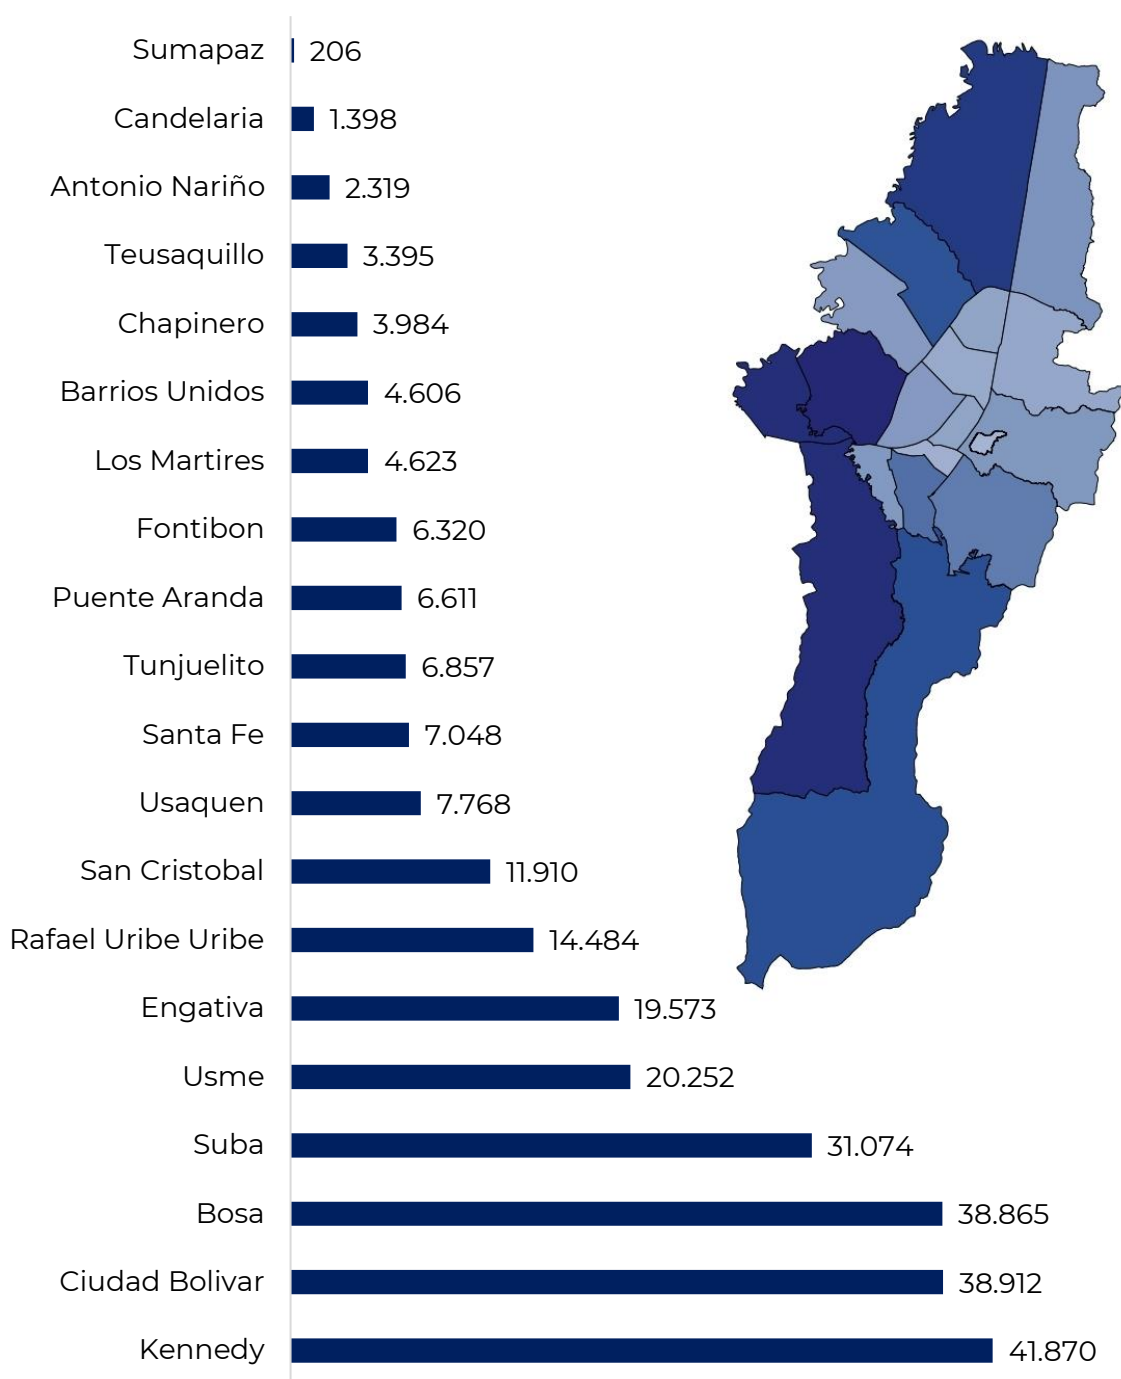 Sumapaz 206
Candelaria 1.398
Antonio Nariño 2.319
Teusaquillo 3.395
Chapinero 3.984
Barrios Unidos 4.606
Los Martires 4.623
Fontibon 6.320
Puente Aranda 6.611
Tunjuelito 6.857
Santa Fe 7.048
Usaquen 7.768
San Cristobal 11.910
Rafael Uribe Uribe 14.484
Engativa 19.573
Usme 20.252
Suba 31.074
Bosa 38.865
Ciudad Bolivar 38.912
Kennedy 41.870